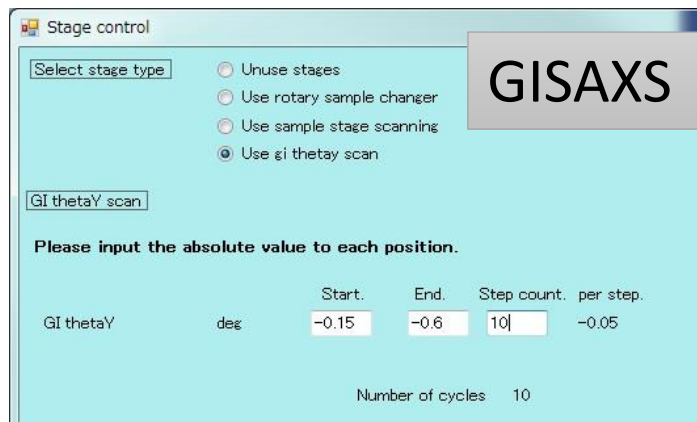 Stage control
GISAXS
Select stage type
Unuse stages
Use rotary sample changer
Use sample stage scanning
Use gi thetay scan
GI thetaY scan
Please input the absolute value to each position.
Start. End. Step count. per step.
GI thetaY deg -0.15 -0.6 10 -0.05
Number of cycles 10